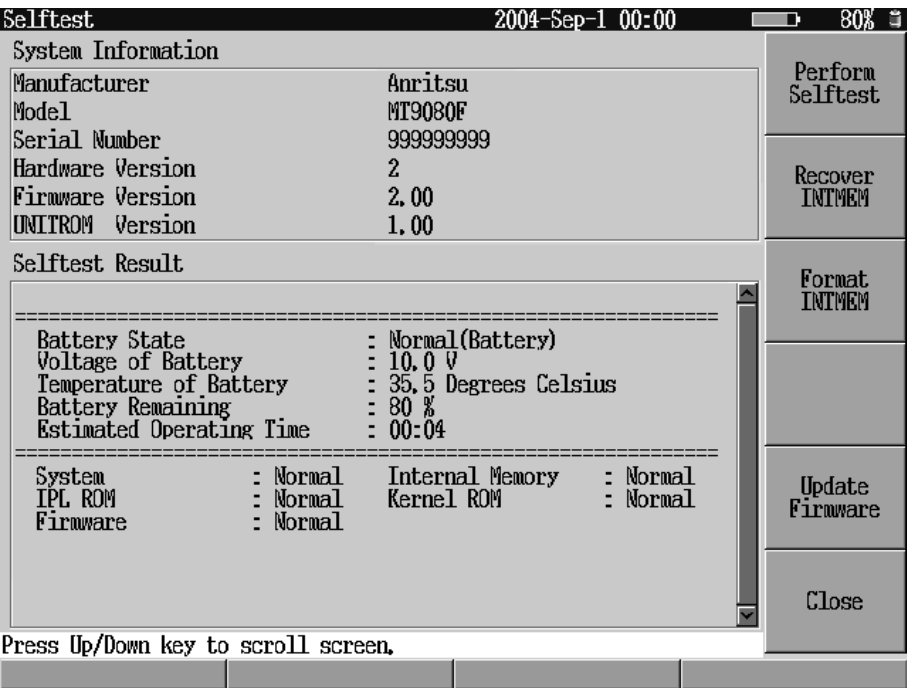 Selftest 2004-Sep-1 00:00 80%
System Information
Manufacturer Anritsu
Model MT9080F
Serial Number 999999999
Hardware Version 2
Firmware Version 2.00
UNITROM Version 1.00
Selftest Result
==================================================================
Battery State : Normal(Battery)
Voltage of Battery : 10.0 V
Temperature of Battery : 35.5 Degrees Celsius
Battery Remaining : 80 %
Estimated Operating Time : 00:04
==================================================================
System : Normal Internal Memory : Normal
IPL ROM : Normal Kernel ROM : Normal
Firmware : Normal
Press Up/Down key to scroll screen.
Perform
Selftest
Recover
INTMEM
Format
INTMEM
Update
Firmware
Close